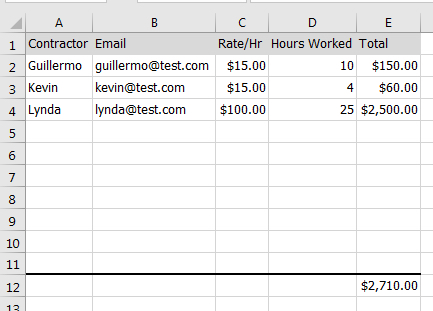 A B C D E
1 Contractor Email Rate/Hr Hours Worked Total
2 Guillermo guillermo@test.com $15.00 10 $150.00
3 Kevin kevin@test.com $15.00 4 $60.00
4 Lynda lynda@test.com $100.00 25 $2,500.00
5
6
7
8
9
10
11
12 $2,710.00
13